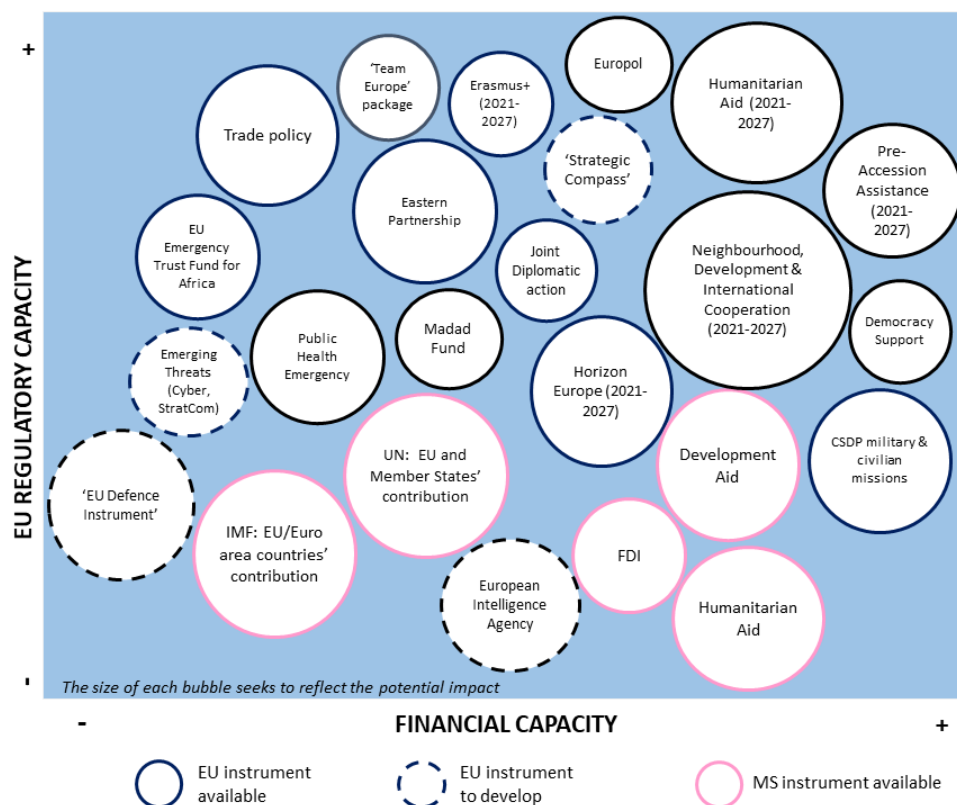 +
EU REGULATORY CAPACITY
-
'Team
Europe'
package
Erasmus+
(2021-
2027)
Europol
Humanitarian
Aid (2021-
2027)
Trade policy
'Strategic
Compass'
Pre-
Accession
Assistance
(2021-
2027)
Eastern
Partnership
EU
Emergency
Trust Fund for
Africa
Joint
Diplomatic
action
Neighbourhood,
Development &
International
Cooperation
(2021-2027)
Democracy
Support
Emerging
Threats
(Cyber,
StratCom)
Public
Health
Emergency
Madad
Fund
Horizon
Europe (2021-
2027)
'EU Defence
Instrument'
UN:  EU and
Member States'
contribution
Development
Aid
CSDP military &
civilian
missions
IMF: EU/Euro
area countries'
contribution
European
Intelligence
Agency
FDI
Humanitarian
Aid
The size of each bubble seeks to reflect the potential impact
-
FINANCIAL CAPACITY
+
EU instrument
available
EU instrument
to develop
MS instrument available